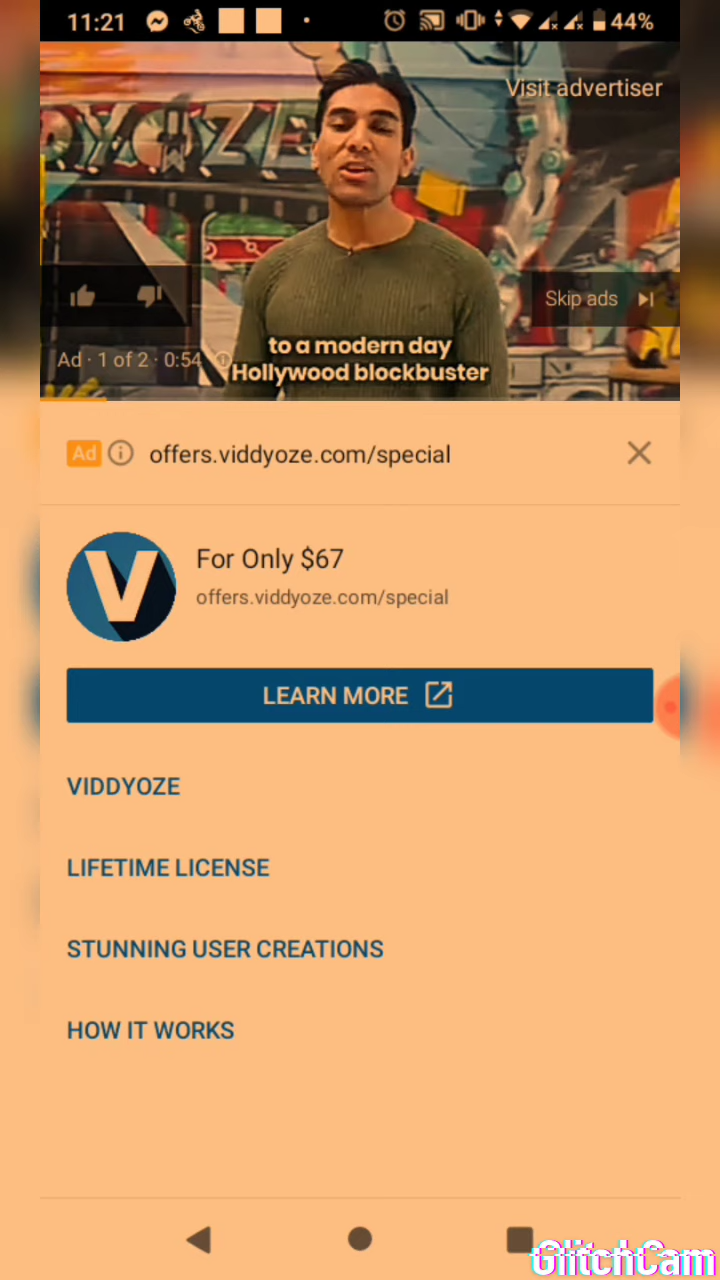 11:21
44%
Visit advertiser
DYOZE
Skip ads
to a modern day
Ad · 1 of 2 · 0:54
Hollywood blockbuster
Ad
offers.viddyoze.com/special
V
For Only $67
offers.viddyoze.com/special
LEARN MORE
VIDDYOZE
LIFETIME LICENSE
STUNNING USER CREATIONS
HOW IT WORKS
GlitchCam